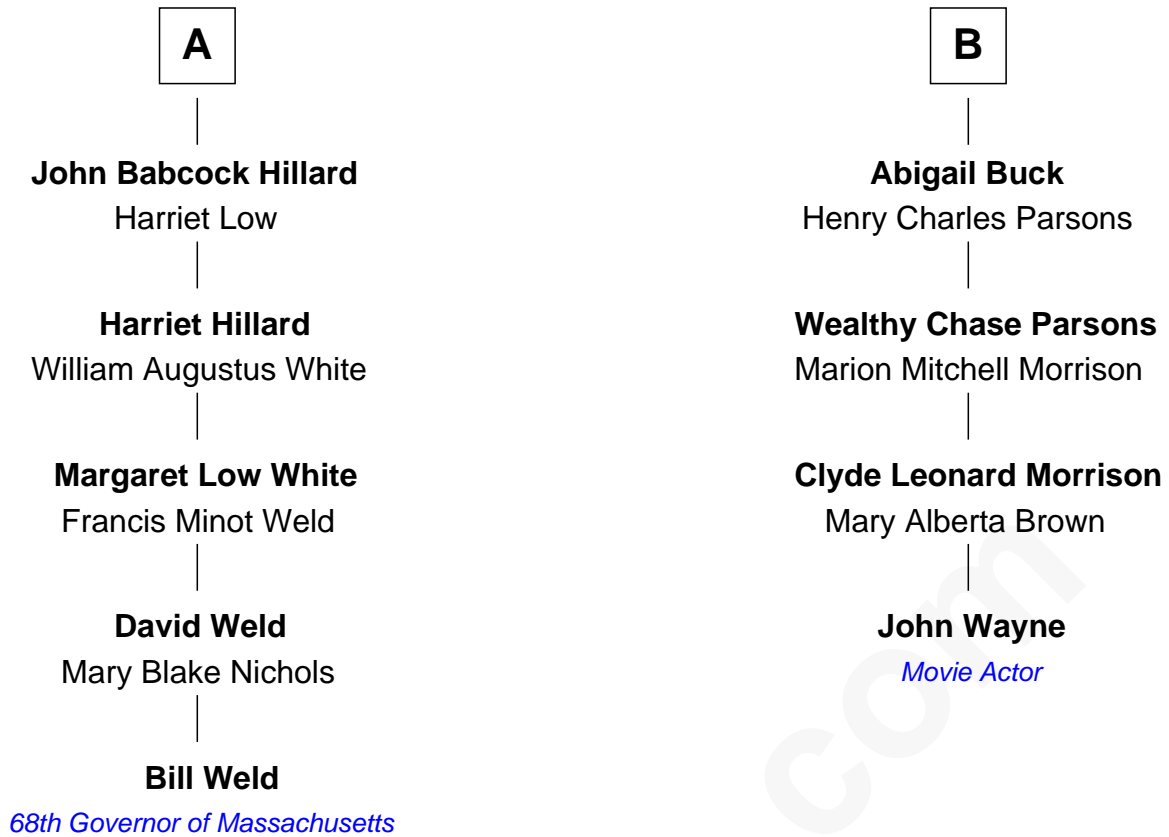 A
John Babcock Hillard
Harriet Low
Harriet Hillard
William Augustus White
Margaret Low White
Francis Minot Weld
David Weld
Mary Blake Nichols
Bill Weld
68th Governor of Massachusetts
B
Abigail Buck
Henry Charles Parsons
Wealthy Chase Parsons
Marion Mitchell Morrison
Clyde Leonard Morrison
Mary Alberta Brown
John Wayne
Movie Actor
com